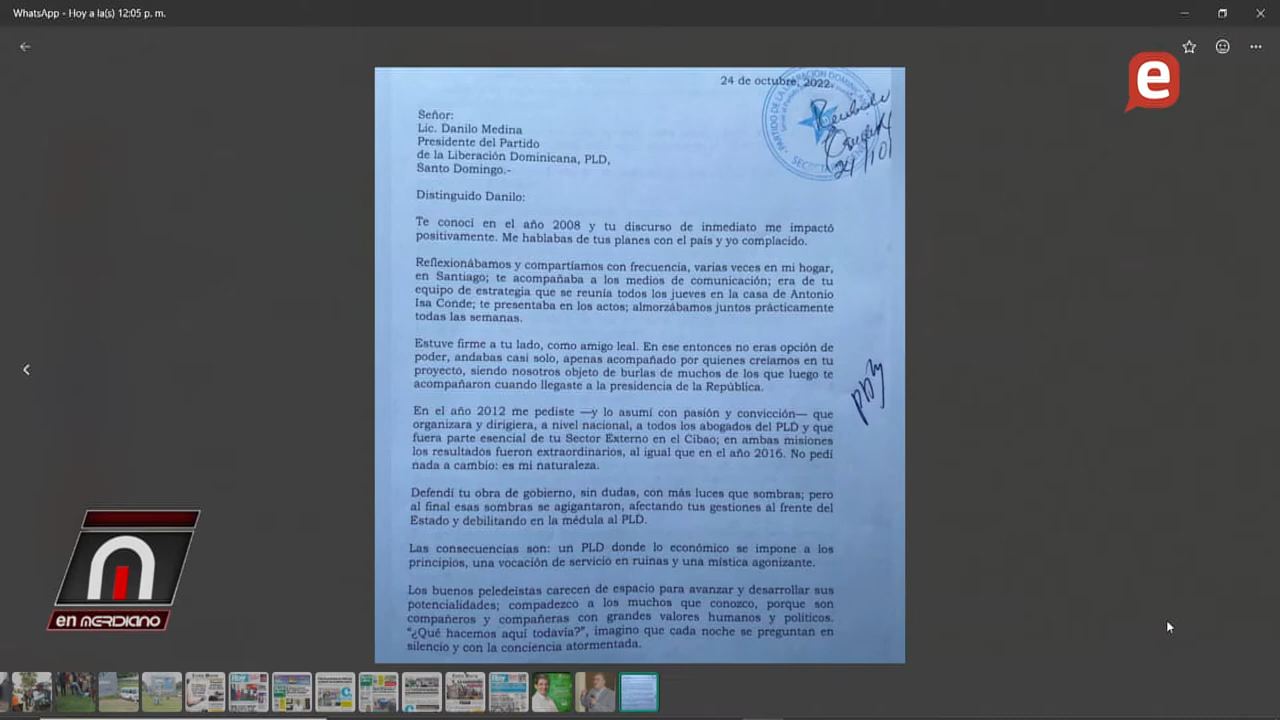 WhatsApp - Hoy a la(s) 12:05 p. m.
e
24 de octubre, 2022.
PARTIDO DE LA LIBERACIÓN DOMINICANA
24/10/
Señor:
Lic. Danilo Medina
Presidente del Partido
de la Liberación Dominicana, PLD,
Santo Domingo.-
Distinguido Danilo:
Te conocí en el año 2008 y tu discurso de inmediato me impactó
positivamente. Me hablabas de tus planes con el país y yo complacido.
Reflexionábamos y compartíamos con frecuencia, varias veces en mi hogar,
en Santiago; te acompañaba a los medios de comunicación; era de tu
equipo de estrategia que se reunía todos los jueves en la casa de Antonio
Isa Conde; te presentaba en los actos; almorzábamos juntos prácticamente
todas las semanas.
Estuve firme a tu lado, como amigo leal. En ese entonces no eras opción de
poder, andabas casi solo, apenas acompañado por quienes creíamos en tu
proyecto, siendo nosotros objeto de burlas de muchos de los que luego te
acompañaron cuando llegaste a la presidencia de la República.
En el año 2012 me pediste —y lo asumí con pasión y convicción— que
organizara y dirigiera, a nivel nacional, a todos los abogados del PLD y que
fuera parte esencial de tu Sector Externo en el Cibao; en ambas misiones
los resultados fueron extraordinarios, al igual que en el año 2016. No pedí
nada a cambio: es mi naturaleza.
Defendí tu obra de gobierno, sin dudas, con más luces que sombras; pero
al final esas sombras se agigantaron, afectando tus gestiones al frente del
Estado y debilitando en la médula al PLD.
Las consecuencias son: un PLD donde lo económico se impone a los
principios, una vocación de servicio en ruinas y una mística agonizante.
Los buenos peledeistas carecen de espacio para avanzar y desarrollar sus
potencialidades; compadezco a los muchos que conozco, porque son
compañeros y compañeras con grandes valores humanos y políticos.
"¿Qué hacemos aquí todavía?", imagino que cada noche se preguntan en
silencio y con la conciencia atormentada.
en MERIDIANO